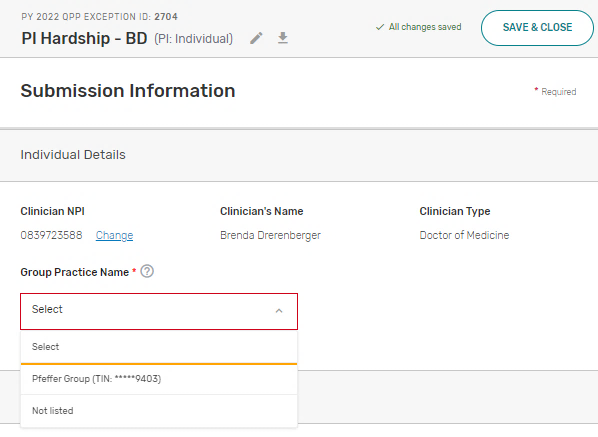 PY 2022 QPP EXCEPTION ID: 2704
PI Hardship - BD (PI: Individual)
All changes saved
SAVE & CLOSE
Submission Information
* Required
Individual Details
Clinician NPI
Clinician's Name
Clinician Type
0839723588 Change
Brenda Drerenberger
Doctor of Medicine
Group Practice Name * ?
Select
Select
Pfeffer Group (TIN: *****9403)
Not listed